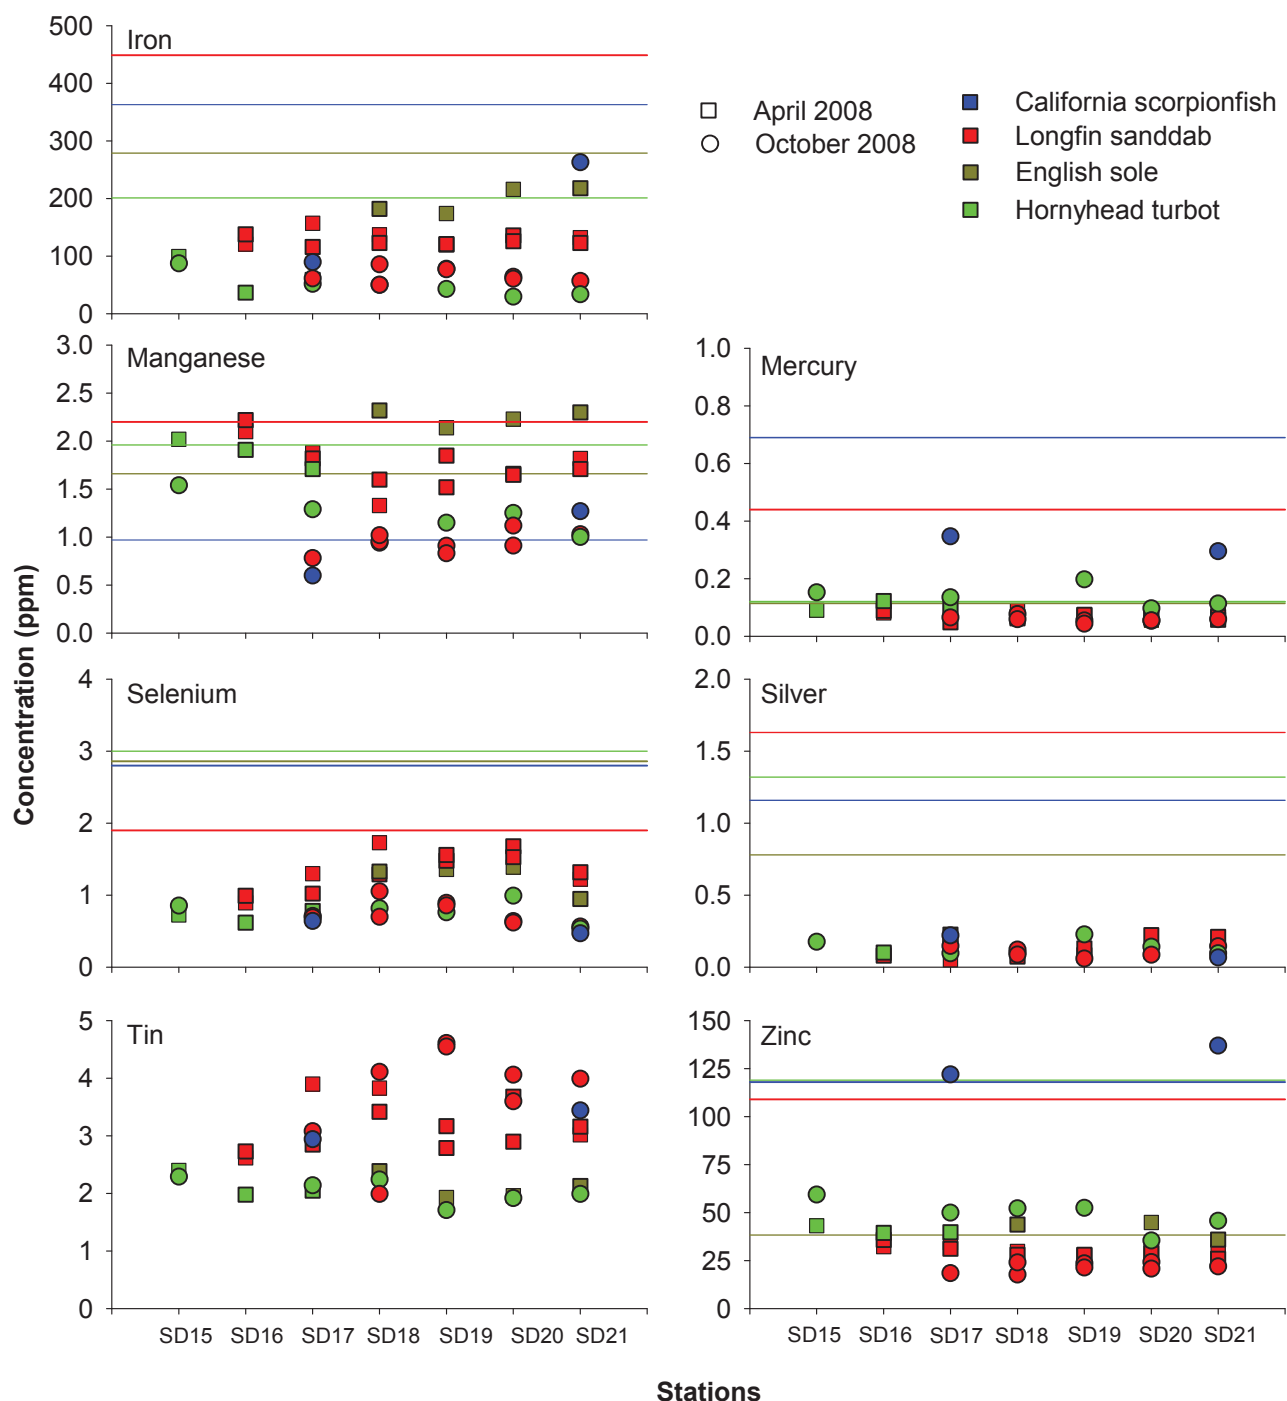 Concentration (ppm)
Iron
500
400
300
200
100
0
April 2008
October 2008
California scorpionfish
Longfin sanddab
English sole
Hornyhead turbot
Manganese
3.0
2.5
2.0
1.5
1.0
0.5
0.0
Mercury
1.0
0.8
0.6
0.4
0.2
0.0
Selenium
4
3
2
1
0
Silver
2.0
1.5
1.0
0.5
0.0
Tin
5
4
3
2
1
0
SD15 SD16 SD17 SD18 SD19 SD20 SD21
Zinc
150
125
100
75
50
25
0
SD15 SD16 SD17 SD18 SD19 SD20 SD21
Stations